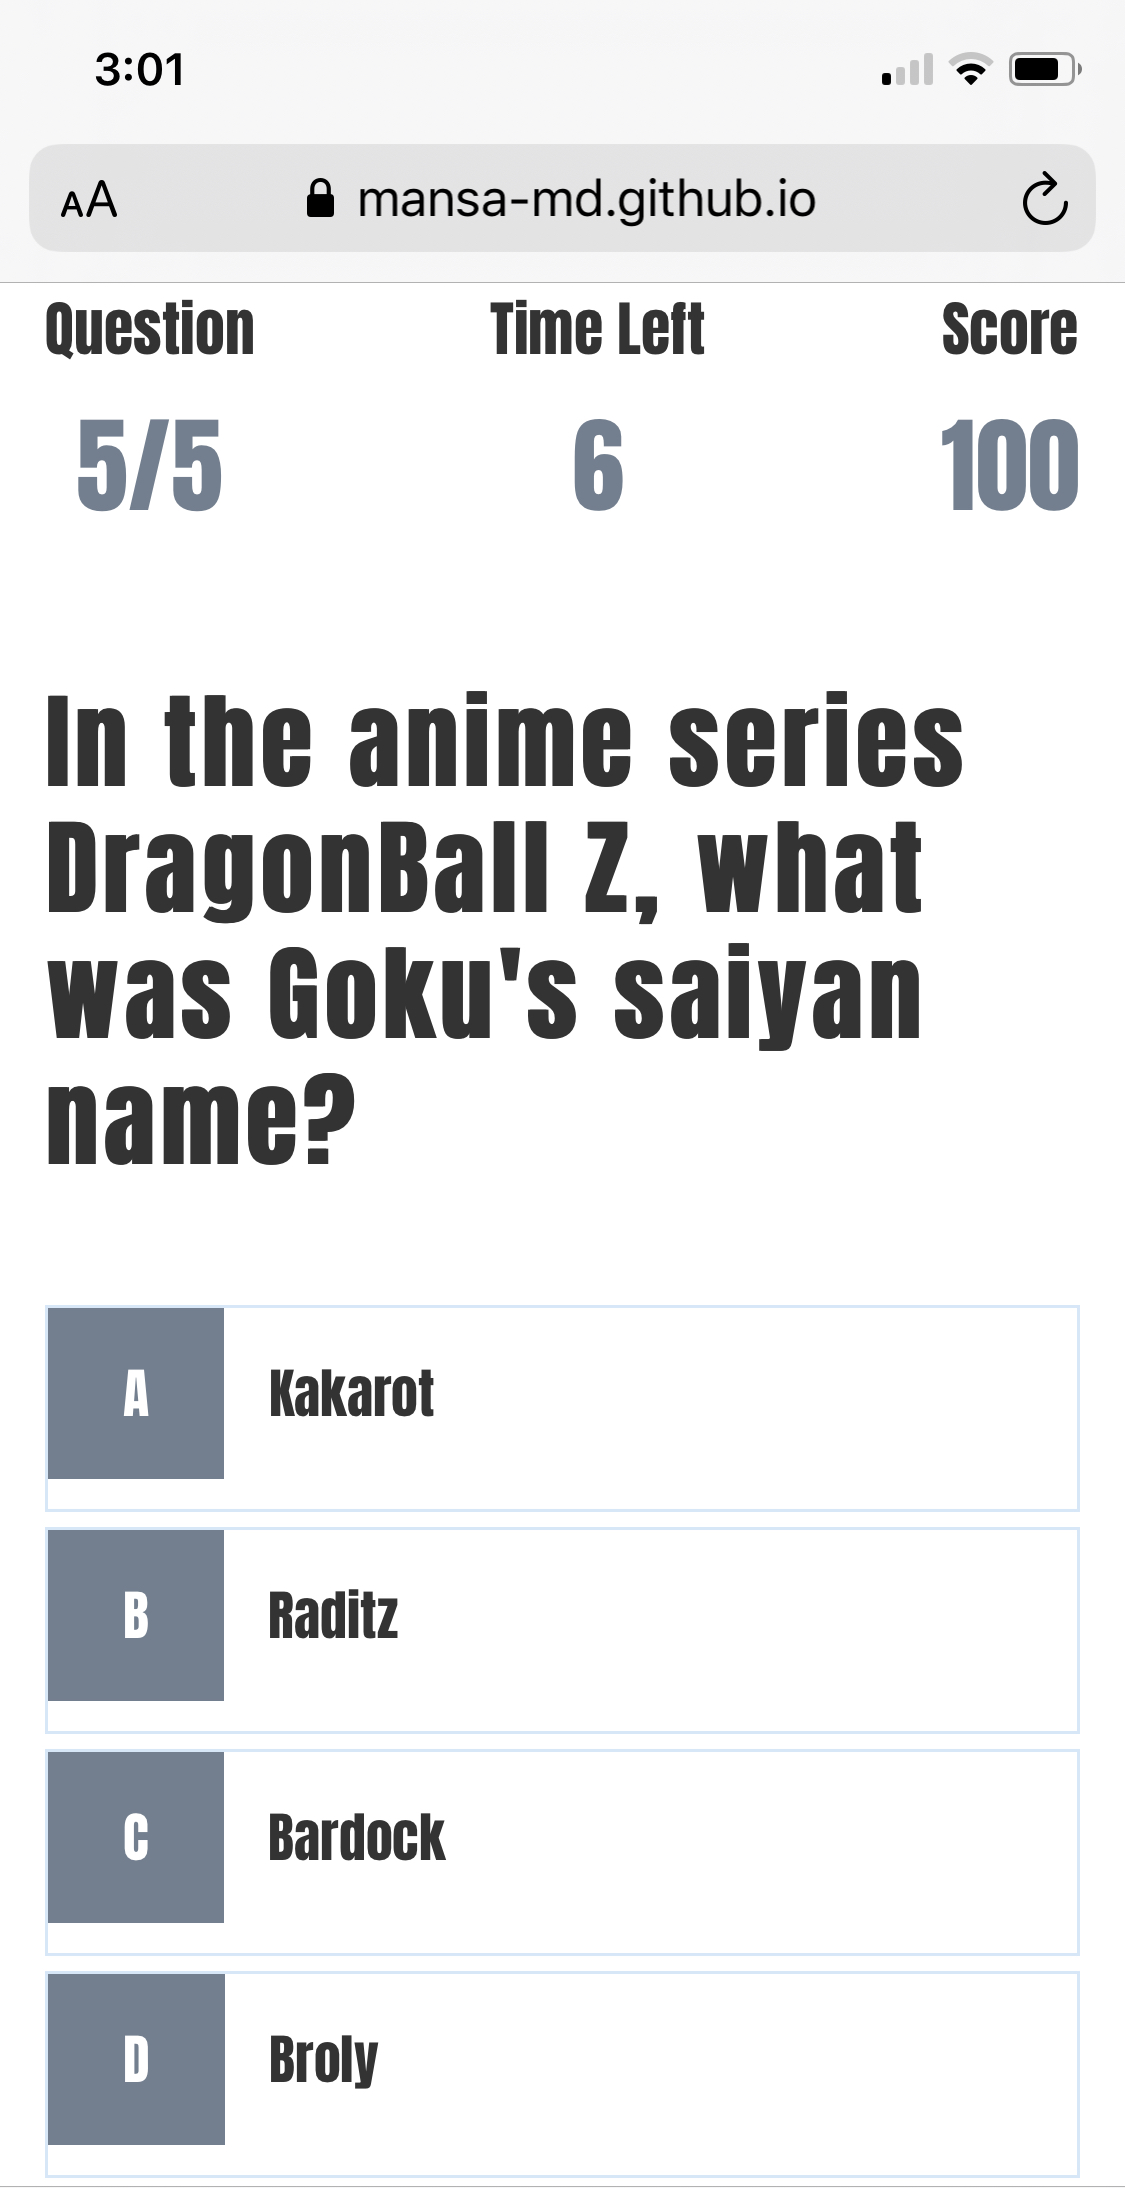 3:01
AA mansa-md.github.io
Question Time Left Score
5/5 6 100
In the anime series
DragonBall Z, what
was Goku's saiyan
name?
A Kakarot
B Raditz
C Bardock
D Broly